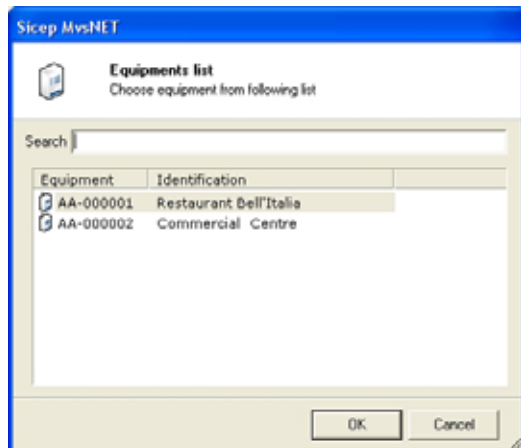 Sicep MvsNET
Equipments list
Choose equipment from following list
Search
Equipment Identification
AA-000001 Restaurant Bell'Italia
AA-000002 Commercial Centre
OK Cancel